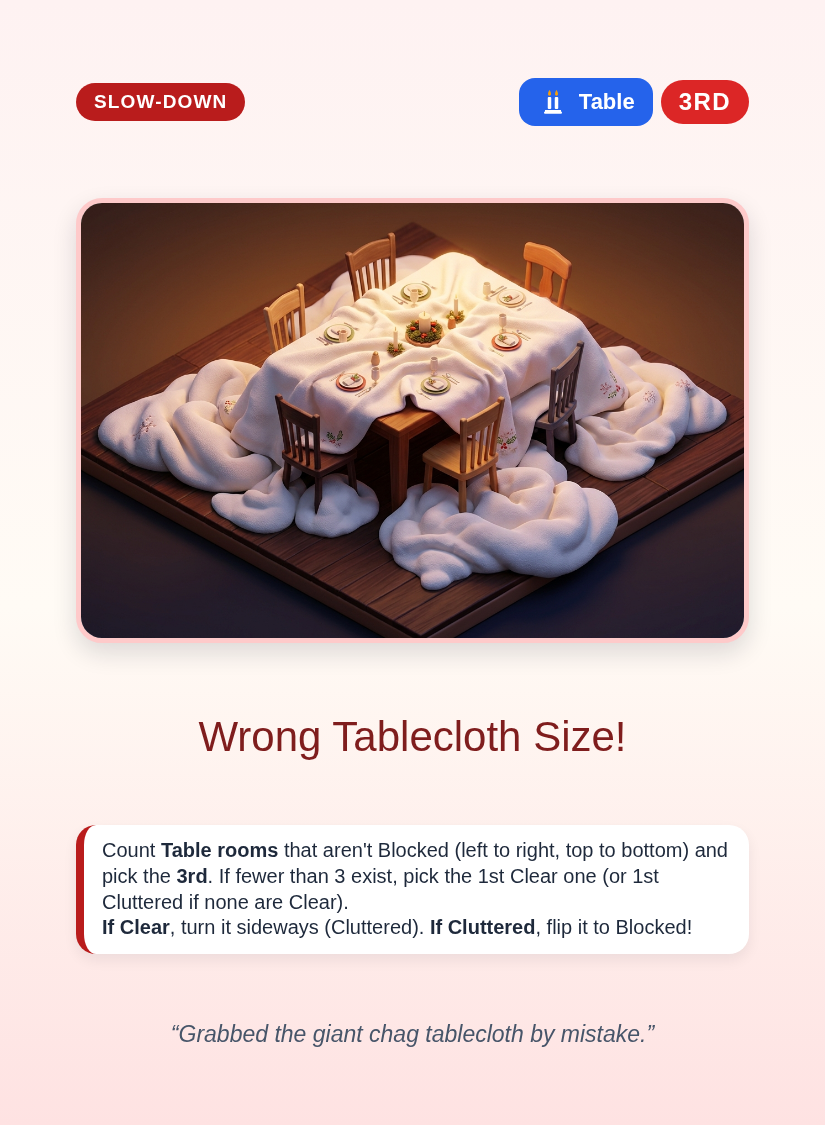 SLOW-DOWN
Table
3RD
Wrong Tablecloth Size!
Count Table rooms that aren't Blocked (left to right, top to bottom) and
pick the 3rd. If fewer than 3 exist, pick the 1st Clear one (or 1st
Cluttered if none are Clear).
If Clear, turn it sideways (Cluttered). If Cluttered, flip it to Blocked!
“Grabbed the giant chag tablecloth by mistake.”